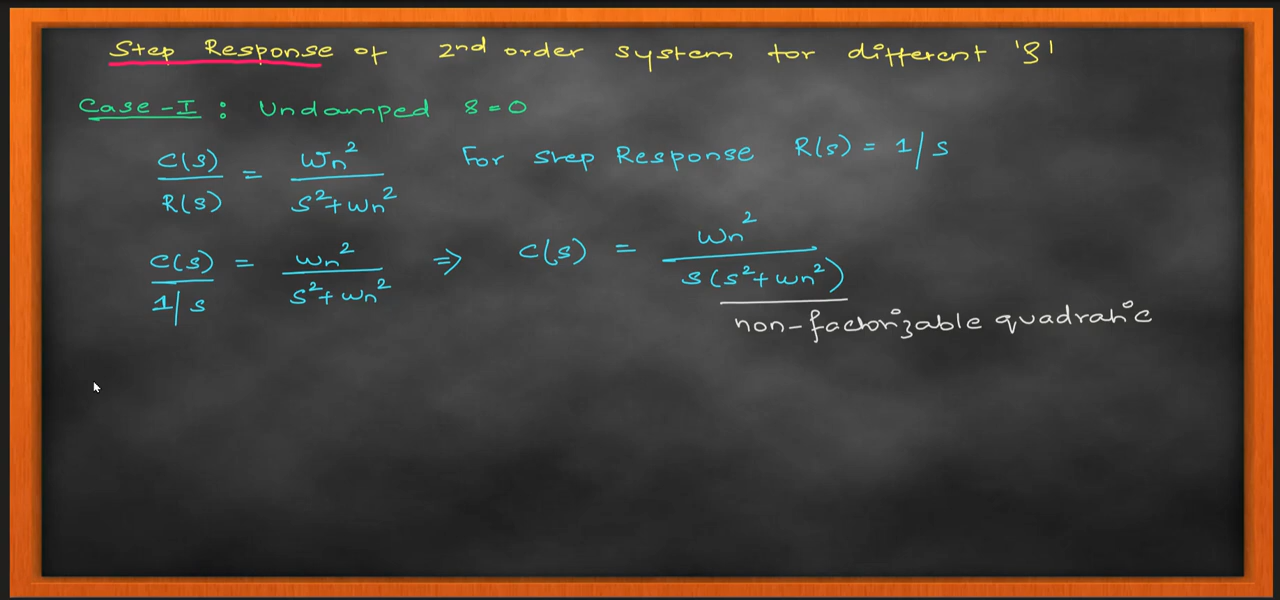 Step Response of 2nd order system for different 'ξ'
Case-I : Undamped ξ = 0
C(s)/R(s) = ωn²/(s²+ωn²) For step Response R(s) = 1/s
C(s)/(1/s) = ωn²/(s²+ωn²) ⇒ C(s) = ωn²/(s(s²+ωn²))
non-factorizable quadratic